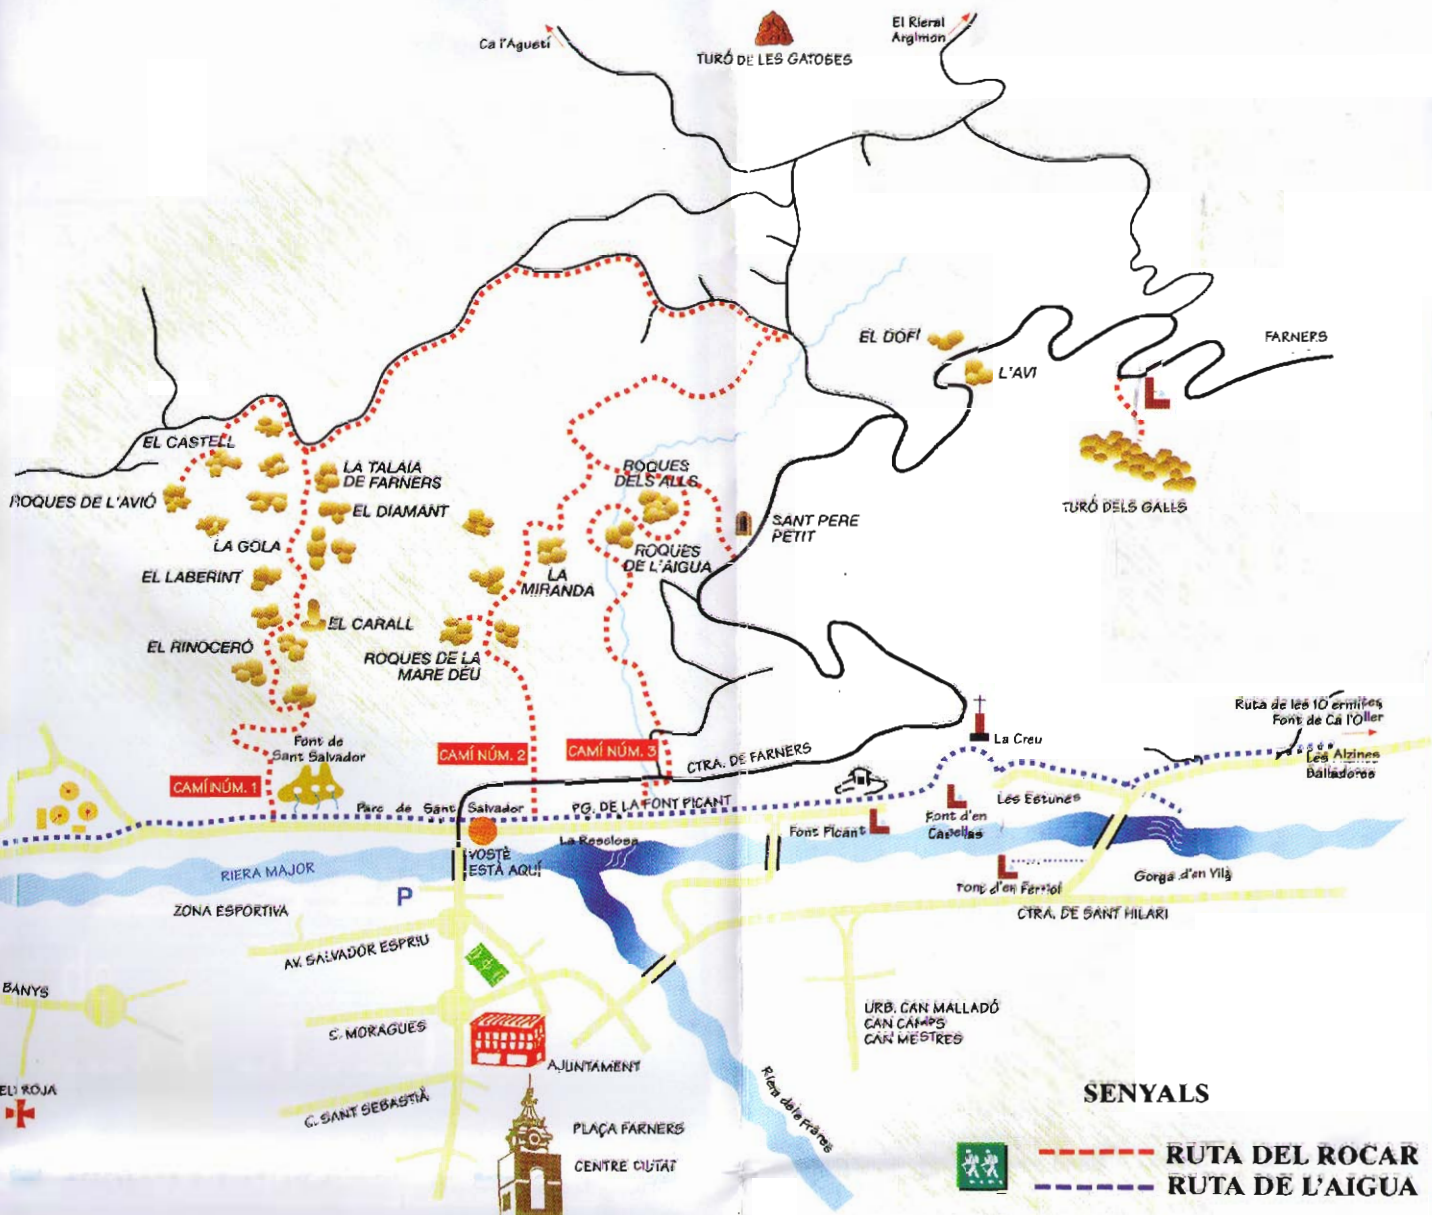 Ca l'Agustí
TURÓ DE LES GATOSES
El Rieral
Argimon
EL DOFÍ
L'AVI
FARNERS
TURÓ DELS GALLS
EL CASTELL
ROQUES DE L'AVIÓ
LA TALAIA
DE FARNERS
EL DIAMANT
LA GOLA
EL LABERINT
EL CARALL
EL RINOCERÓ
ROQUES DE LA
MARE DÉU
LA
MIRANDA
ROQUES
DELS ALLS
ROQUES
DE L'AIGUA
SANT PERE
PETIT
Font de
Sant Salvador
CAMÍ NÚM. 1
CAMÍ NÚM. 2
CAMÍ NÚM. 3
CTRA. DE FARNERS
La Creu
Ruta de les 10 ermites
Font de Ca l'Oller
Les Alzines
Balladores
Parc de Sant Salvador
PG. DE LA FONT PICANT
Les Estunes
Font d'en
Casellas
Font Picant
La Resclosa
VOSTÈ
ESTÀ AQUÍ
RIERA MAJOR
P
ZONA ESPORTIVA
Font d'en Ferriol
Gorga d'en Vilà
CTRA. DE SANT HILARI
AV. SALVADOR ESPRIU
BANYS
S. MORAGUES
URB. CAN MALLADÓ
CAN CAMPS
CAN MESTRES
AJUNTAMENT
ROJA
C. SANT SEBASTIÀ
Riera dels Frares
PLAÇA FARNERS
CENTRE CIUTAT
SENYALS
RUTA DEL ROCAR
RUTA DE L'AIGUA